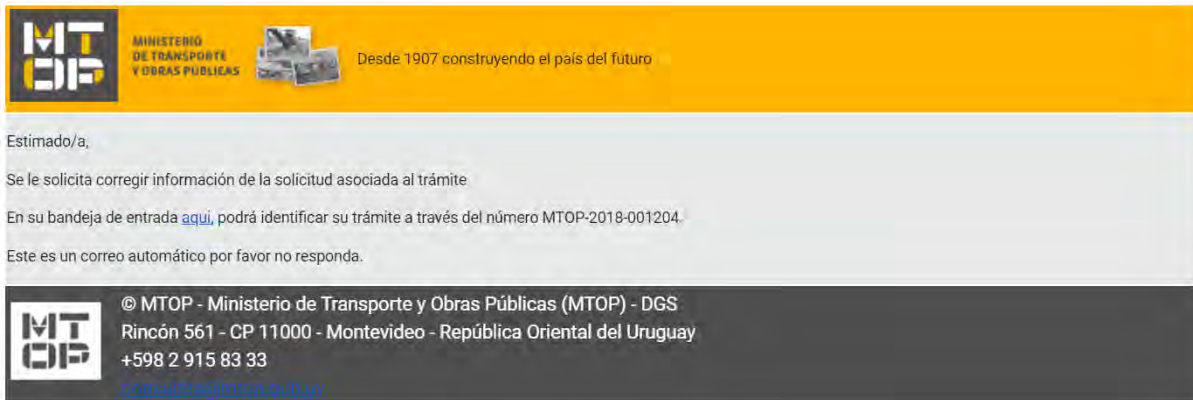 MT
OP
MINISTERIO
DE TRANSPORTE
Y OBRAS PÚBLICAS
Desde 1907 construyendo el país del futuro
Estimado/a,
Se le solicita corregir información de la solicitud asociada al trámite
En su bandeja de entrada aqui, podrá identificar su trámite a través del número MTOP-2018-001204.
Este es un correo automático por favor no responda.
MT
OP
© MTOP - Ministerio de Transporte y Obras Públicas (MTOP) - DGS
Rincón 561 - CP 11000 - Montevideo - República Oriental del Uruguay
+598 2 915 83 33